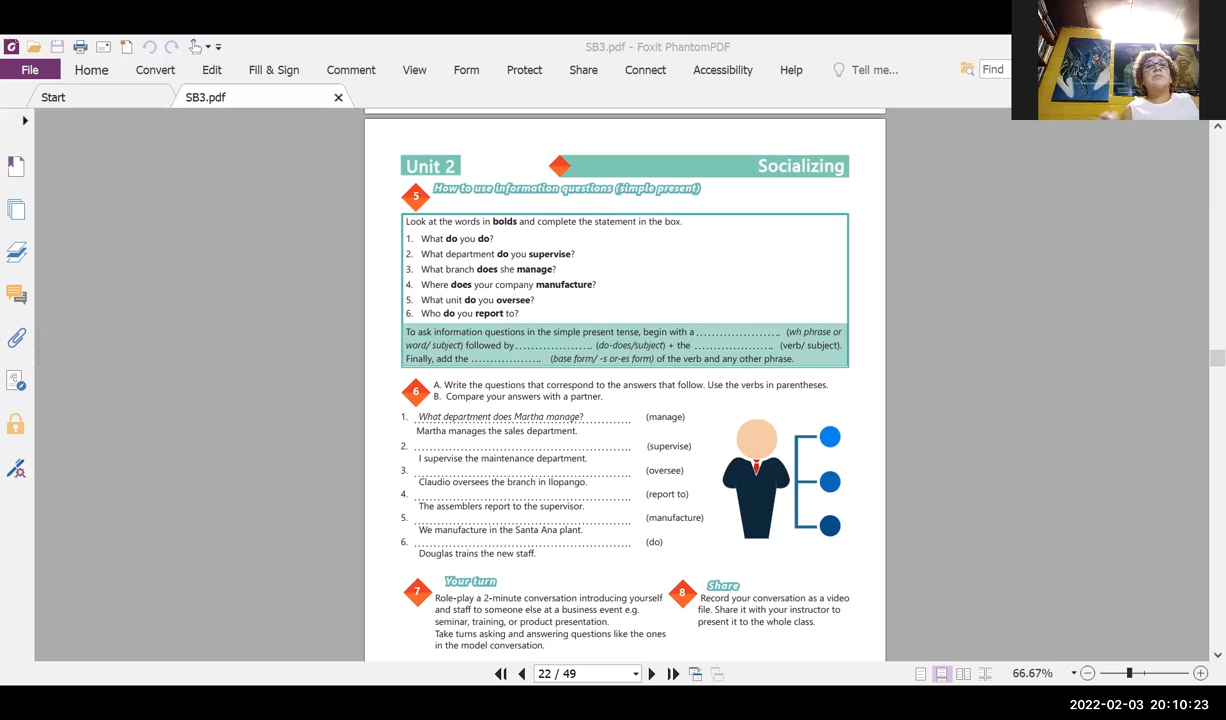 SB3.pdf - Foxit PhantomPDF
File Home Convert Edit Fill & Sign Comment View Form Protect Share Connect Accessibility Help Tell me... Find
Start SB3.pdf
Unit 2 Socializing
5 How to use information questions (simple present)
Look at the words in bolds and complete the statement in the box.
1. What do you do?
2. What department do you supervise?
3. What branch does she manage?
4. Where does your company manufacture?
5. What unit do you oversee?
6. Who do you report to?
To ask information questions in the simple present tense, begin with a ..................... (wh phrase or
word/ subject) followed by ................... (do-does/subject) + the ................... (verb/ subject).
Finally, add the ................. (base form/ -s or-es form) of the verb and any other phrase.
6 A. Write the questions that correspond to the answers that follow. Use the verbs in parentheses.
B. Compare your answers with a partner.
1. What department does Martha manage? (manage)
Martha manages the sales department.
2. ..................................................... (supervise)
I supervise the maintenance department.
3. ..................................................... (oversee)
Claudio oversees the branch in Ilopango.
4. ..................................................... (report to)
The assemblers report to the supervisor.
5. ..................................................... (manufacture)
We manufacture in the Santa Ana plant.
6. ..................................................... (do)
Douglas trains the new staff.
7 Your turn
Role-play a 2-minute conversation introducing yourself
and staff to someone else at a business event e.g.
seminar, training, or product presentation.
Take turns asking and answering questions like the ones
in the model conversation.
8 Share
Record your conversation as a video
file. Share it with your instructor to
present it to the whole class.
22 / 49 66.67%
2022-02-03 20:10:23